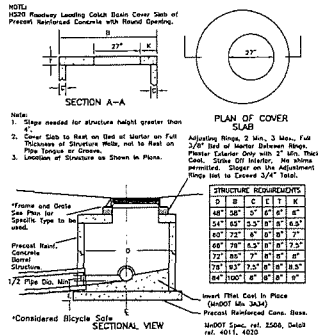 NOTE:
HS20 Roadway Loading Catch Basin Cover Slab of
Precast Reinforced Concrete with Round Opening.
B
27"
K
C
C
SECTION A-A
27"
PLAN OF COVER
SLAB
Note:
1. Steps needed for structure height greater than
4'.
2. Cover Slab to Rest on Bed of Mortar on Full
Thickness of Structure Walls, not to Rest on
Pipe Tongue or Groove.
3. Location of Structure as Shown in Plans.
Adjusting Rings, 2 Min., 3 Max., Full
3/8" Bed of Mortar Between Rings.
Plaster Exterior Only with 2" Min. Thick
Coat. Strike Off Interior. No shims
permitted. Stagger on the Adjustment
Rings Not to Exceed 3/4" Total.
STRUCTURE REQUIREMENTS
D B C E T K
48" 58" 5" 6" 6" 6"
54" 65" 8" 8" 6.5"
60" 72" 6" 8" 8" 7"
66" 78" 8" 8" 7.5"
72" 86" 7" 8" 8" 8"
78" 93" 8" 8" 8.5"
84" 100" 8" 8" 9"
*Frame and Grate
See Plan for
Specific Type to be
used.
Precast Reinf.
Concrete
Barrel
Structure.
1/2 Pipe Dia. Min
Invert Fillet Cast in Place
(MnDOT Mix 3A34)
Precast Reinforced Conc. Base.
*Considered Bicycle Safe
SECTIONAL VIEW
MnDOT Spec. ref. 2506, Detail
ref. 4011, 4020